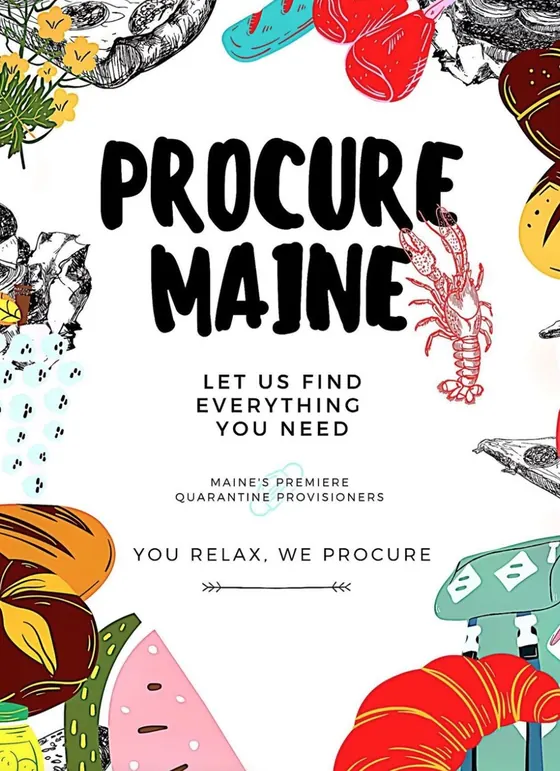 PROCURE
MAINE
LET US FIND
EVERYTHING
YOU NEED
MAINE'S PREMIERE
QUARANTINE PROVISIONERS
YOU RELAX, WE PROCURE